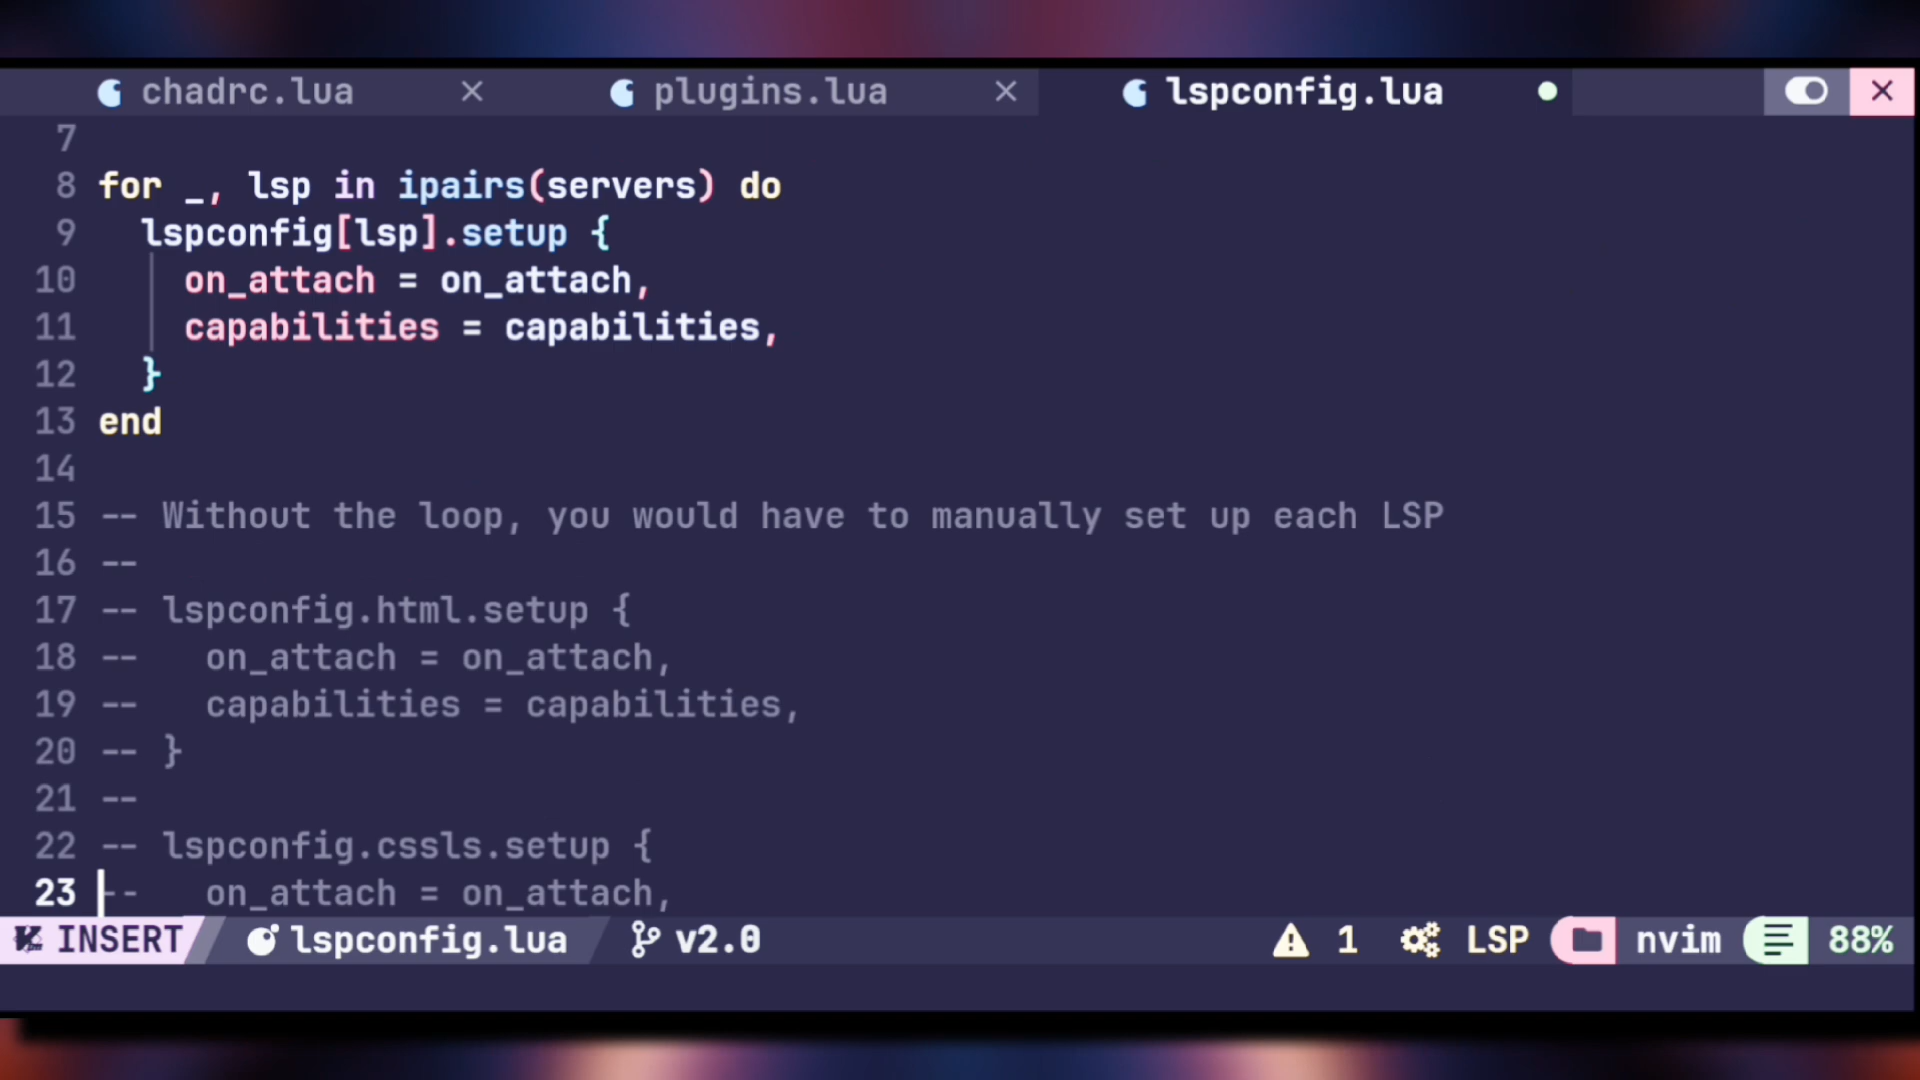 chadrc.lua × plugins.lua × lspconfig.lua ×
7
8 for _, lsp in ipairs(servers) do
9   lspconfig[lsp].setup {
10     on_attach = on_attach,
11     capabilities = capabilities,
12   }
13 end
14
15 -- Without the loop, you would have to manually set up each LSP
16 --
17 -- lspconfig.html.setup {
18 --   on_attach = on_attach,
19 --   capabilities = capabilities,
20 -- }
21 --
22 -- lspconfig.cssls.setup {
23 --   on_attach = on_attach,
INSERT lspconfig.lua v2.0 1 LSP nvim 88%